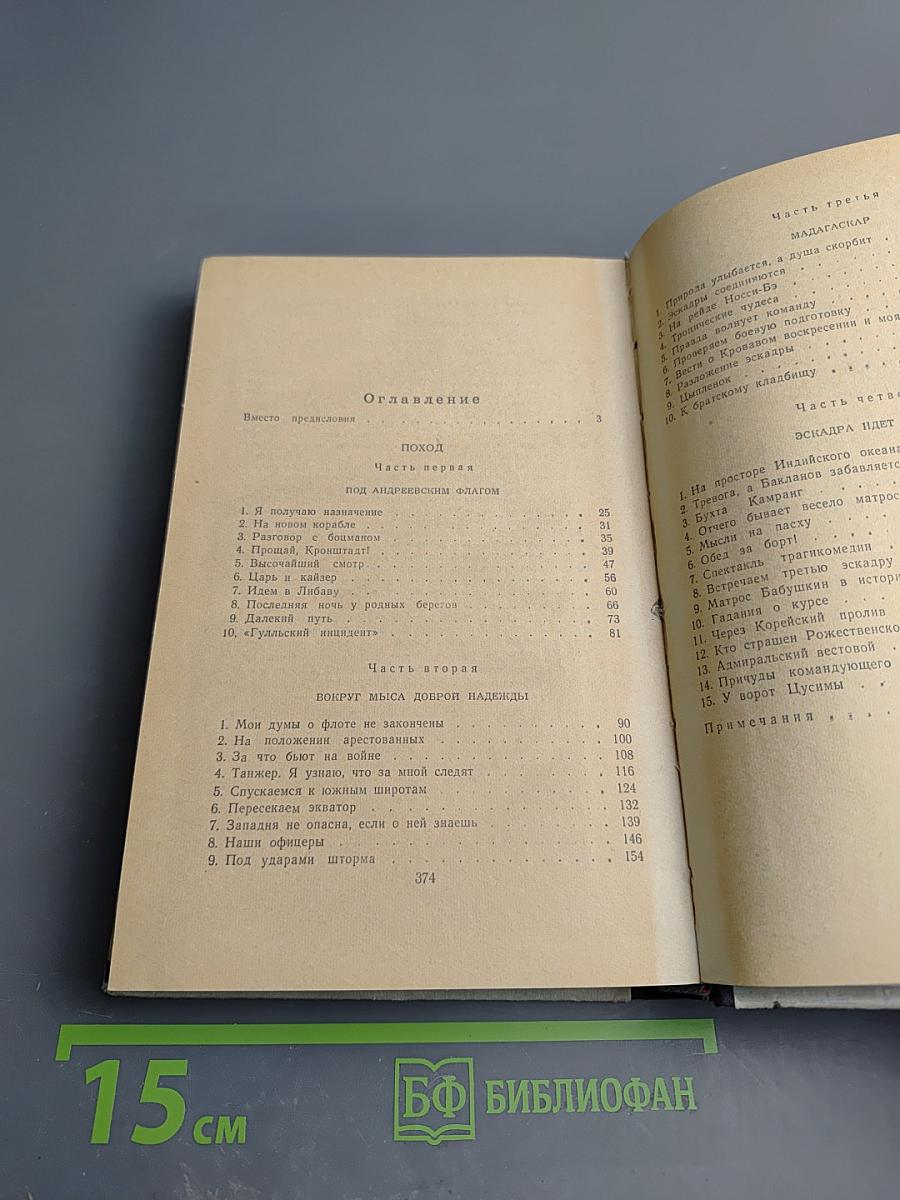 Оглавление
Вместо предисловия . . . . . . . . . . . . . . . . 3
ПОХОД
Часть первая
ПОД АНДРЕЕВСКИМ ФЛАГОМ
1. Я получаю назначение . . . . . . . . . . . . 25
2. На новом корабле . . . . . . . . . . . . 31
3. Разговор с боцманом . . . . . . . . . . . . 35
4. Прощай, Кронштадт! . . . . . . . . . . . . 39
5. Высочайший смотр . . . . . . . . . . . . 47
6. Царь и кайзер . . . . . . . . . . . . 56
7. Идем в Либаву . . . . . . . . . . . . 60
8. Последняя ночь у родных берегов . . . . . . . . 66
9. Далекий путь . . . . . . . . . . . . 73
10. «Гулльский инцидент» . . . . . . . . . . . . 81
Часть вторая
ВОКРУГ МЫСА ДОБРОЙ НАДЕЖДЫ
1. Мои думы о флоте не закончены . . . . . . . . 90
2. На положении арестованных . . . . . . . . . . 100
3. За что бьют на войне . . . . . . . . . . . . 108
4. Танжер. Я узнаю, что за мной следят . . . . . . . 116
5. Спускаемся к южным широтам . . . . . . . . . . 124
6. Пересекаем экватор . . . . . . . . . . . . 132
7. Западня не опасна, если о ней знаешь . . . . . . . 139
8. Наши офицеры . . . . . . . . . . . . 146
9. Под ударами шторма . . . . . . . . . . . . 154
374
Часть третья
МАДАГАСКАР
1. Природа улыбается, а душа скорбит .
2. Эскадры соединяются . . . . .
3. На рейде Носси-Бэ . . . . .
4. Тропические чудеса . . . . .
5. Правда волнует команду . . . .
6. Проверяем боевую подготовку . . .
7. Вести о Кровавом воскресении и моя
8. Разложение эскадры . . . . .
9. Цыпленок . . . . . . .
10. К братскому кладбищу . . . .
Часть четве
ЭСКАДРА ИДЕТ
1. На просторе Индийского океана
2. Тревога, а Бакланов забавляется
3. Бухта Камранг . . . .
4. Отчего бывает весело матрос
5. Мысли на пасху . . . .
6. Обед за борт! . . . .
7. Спектакль трагикомедии .
8. Встречаем третью эскадру
9. Матрос Бабушкин в истори
10. Гадания о курсе . . .
11. Через Корейский пролив
12. Кто страшен Рожественско
13. Адмиральский вестовой .
14. Причуды командующего
15. У ворот Цусимы . .
Примечания . . . .
15 см
БФ БИБЛИОФАН